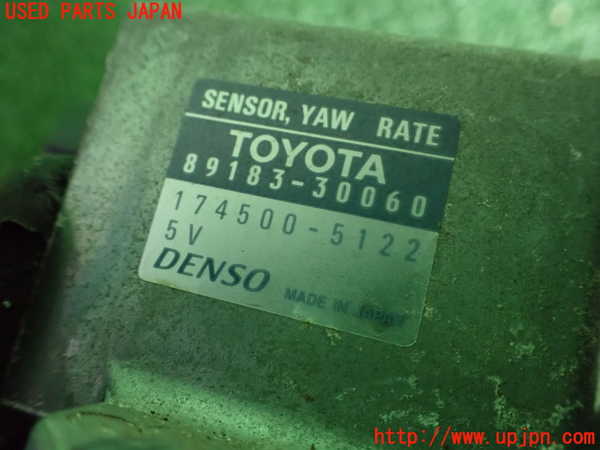 USED PARTS JAPAN
SENSOR, YAW RATE
TOYOTA
89183-30060
174500-5122
5V
DENSO MADE IN JAPAN
http://www.upjpn.com/